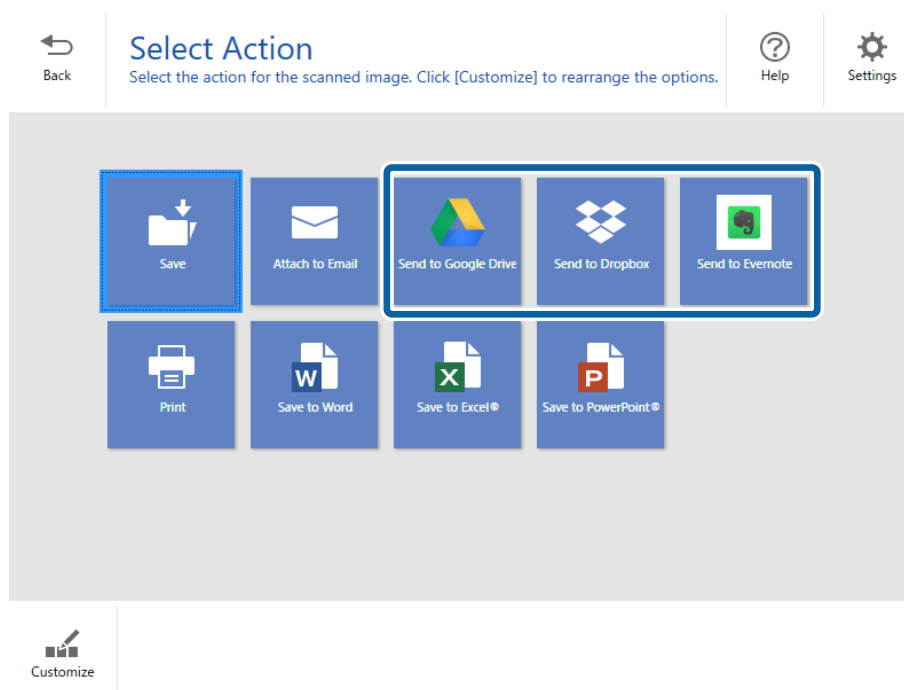 Select Action
Select the action for the scanned image. Click [Customize] to rearrange the options.
Back
Help
Settings
Save
Attach to Email
Send to Google Drive
Send to Dropbox
Send to Evernote
Print
W
Save to Word
X
Save to Excel®
P
Save to PowerPoint®
Customize